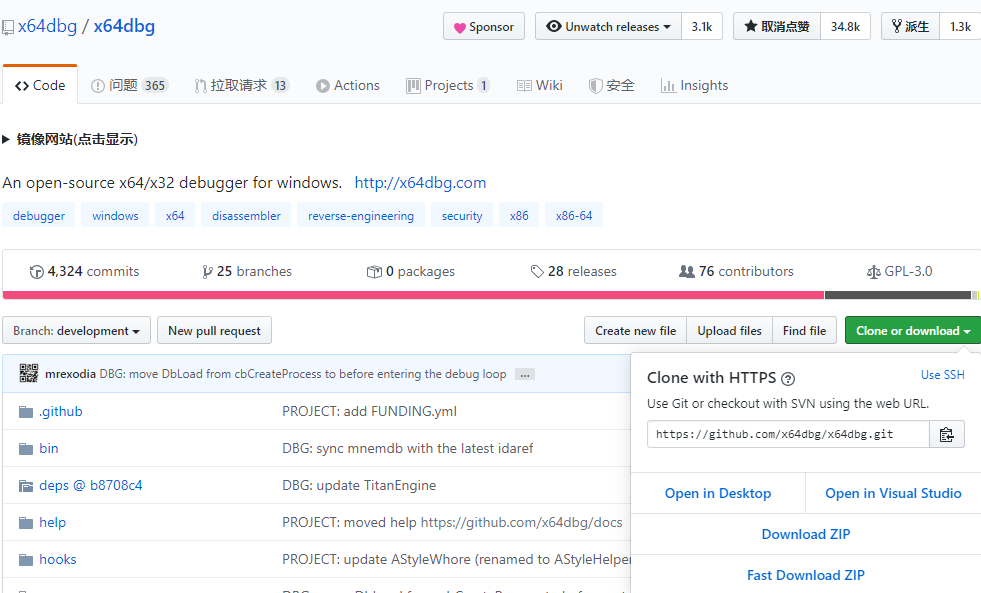 x64dbg / x64dbg Sponsor Unwatch releases 3.1k 取消点赞 34.8k 派生 1.3k
Code 问题 365 拉取请求 13 Actions Projects 1 Wiki 安全 Insights
镜像网站(点击显示)
An open-source x64/x32 debugger for windows. http://x64dbg.com
debugger windows x64 disassembler reverse-engineering security x86 x86-64
4,324 commits 25 branches 0 packages 28 releases 76 contributors GPL-3.0
Branch: development New pull request Create new file Upload files Find file Clone or download
mrexodia DBG: move DbLoad from cbCreateProcess to before entering the debug loop ...
.github PROJECT: add FUNDING.yml
bin DBG: sync mnemdb with the latest idaref
deps @ b8708c4 DBG: update TitanEngine
help PROJECT: moved help https://github.com/x64dbg/docs
hooks PROJECT: update AStyleWhore (renamed to AStyleHelper
Clone with HTTPS ? Use SSH
Use Git or checkout with SVN using the web URL.
https://github.com/x64dbg/x64dbg.git
Open in Desktop Open in Visual Studio
Download ZIP
Fast Download ZIP